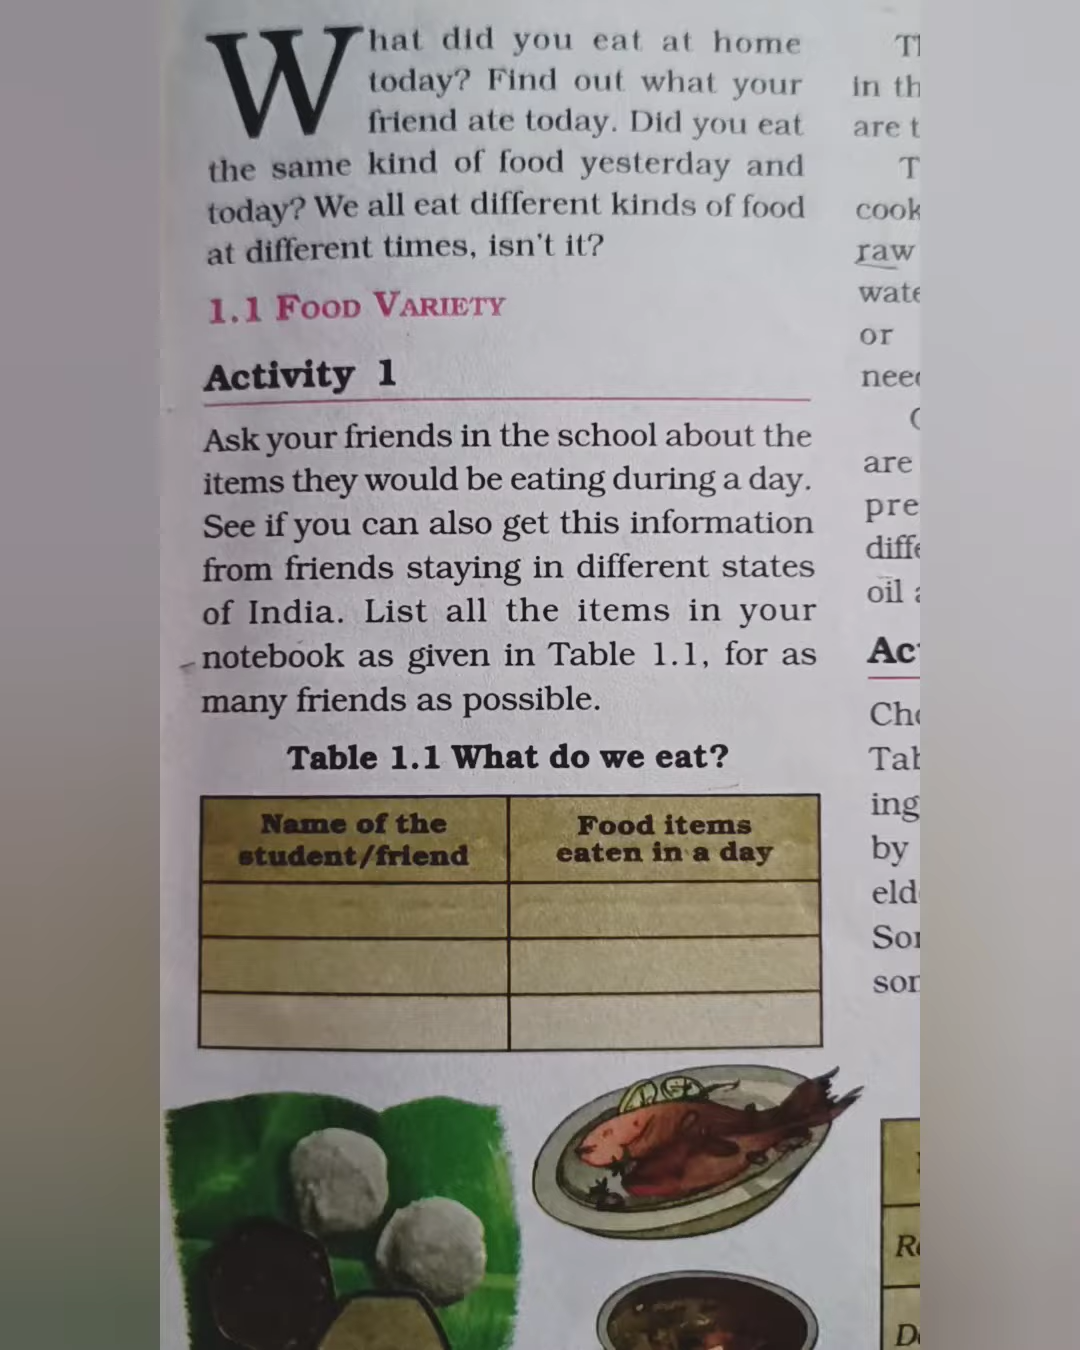 What did you eat at home
today? Find out what your
friend ate today. Did you eat
the same kind of food yesterday and
today? We all eat different kinds of food
at different times, isn't it?
1.1 FOOD VARIETY
Activity 1
Ask your friends in the school about the
items they would be eating during a day.
See if you can also get this information
from friends staying in different states
of India. List all the items in your
notebook as given in Table 1.1, for as
many friends as possible.
Table 1.1 What do we eat?
Name of the
student/friend
Food items
eaten in a day
in
are
cook
raw
or
are
oil
by